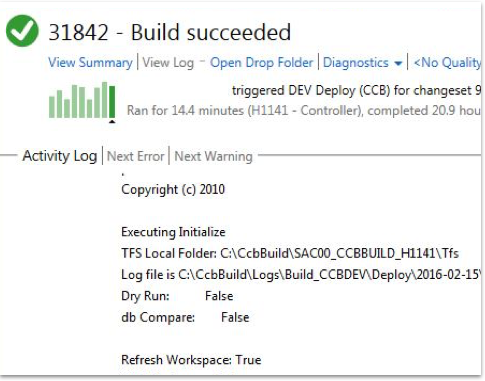 31842 - Build succeeded
View Summary | View Log - Open Drop Folder | Diagnostics | <No Quality
triggered DEV Deploy (CCB) for changeset 9
Ran for 14.4 minutes (H1141 - Controller), completed 20.9 hou
Activity Log | Next Error | Next Warning
.
Copyright (c) 2010
Executing Initialize
TFS Local Folder: C:\CcbBuild\SAC00_CCBBUILD_H1141\Tfs
Log file is C:\CcbBuild\Logs\Build_CCBDEV\Deploy\2016-02-15\
Dry Run: False
db Compare: False
Refresh Workspace: True